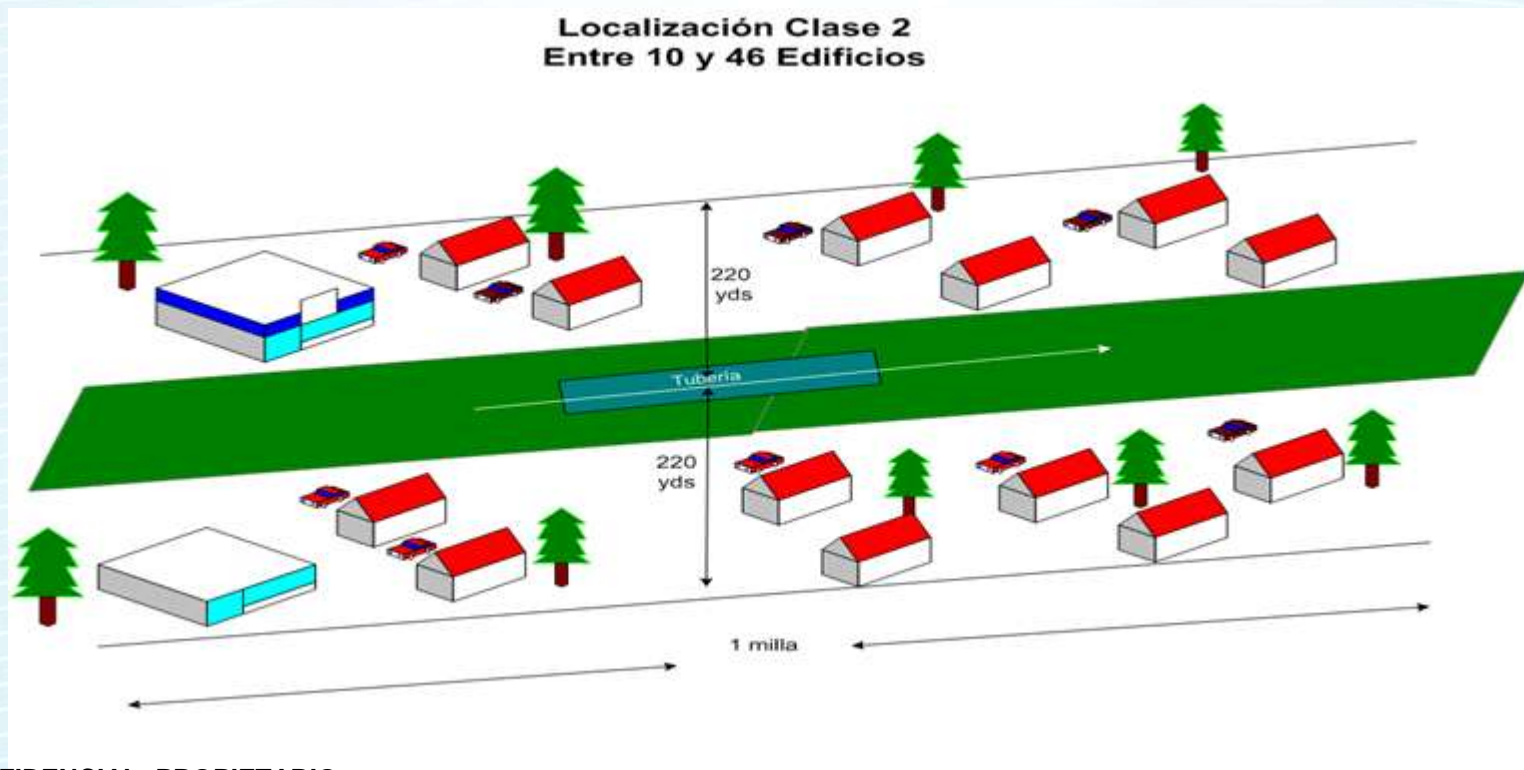 Localización Clase 2
Entre 10 y 46 Edificios
220
yds
Tubería
220
yds
1 milla